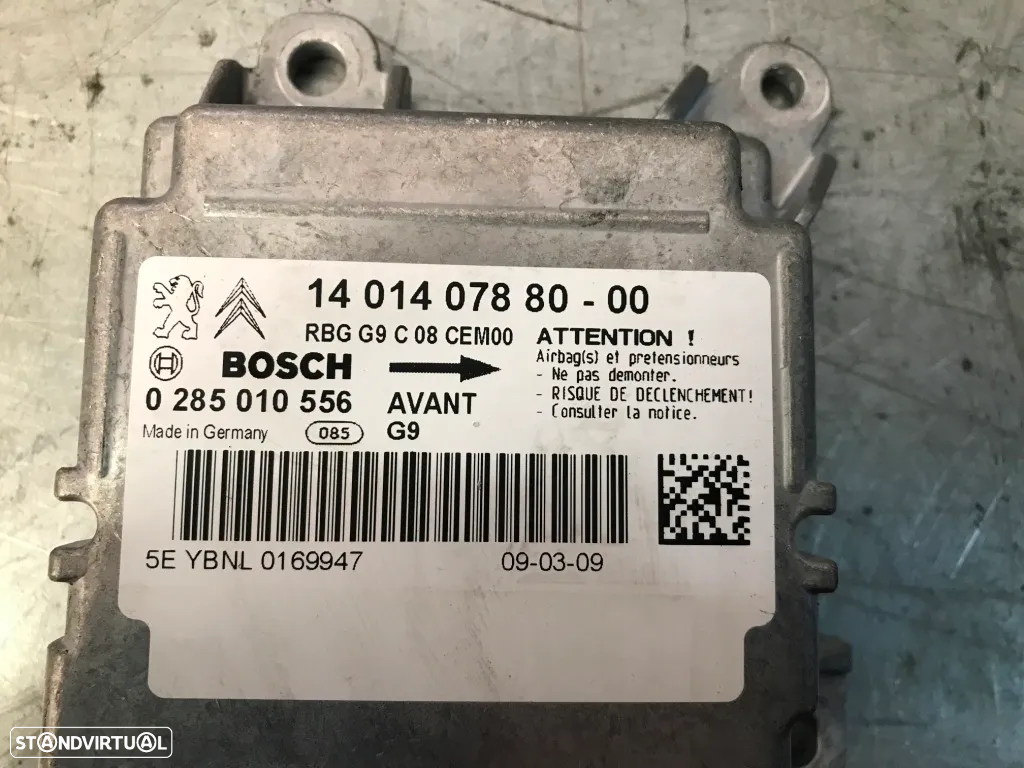 14 014 078 80 - 00
RBG G9 C 08 CEM00
BOSCH
0 285 010 556
AVANT
Made in Germany
085
G9
ATTENTION !
Airbag(s) et pretensionneurs
- Ne pas demonter.
- RISQUE DE DECLENCHEMENT!
- Consulter la notice.
5E YBNL 0169947
09-03-09
STANDVIRTUAL